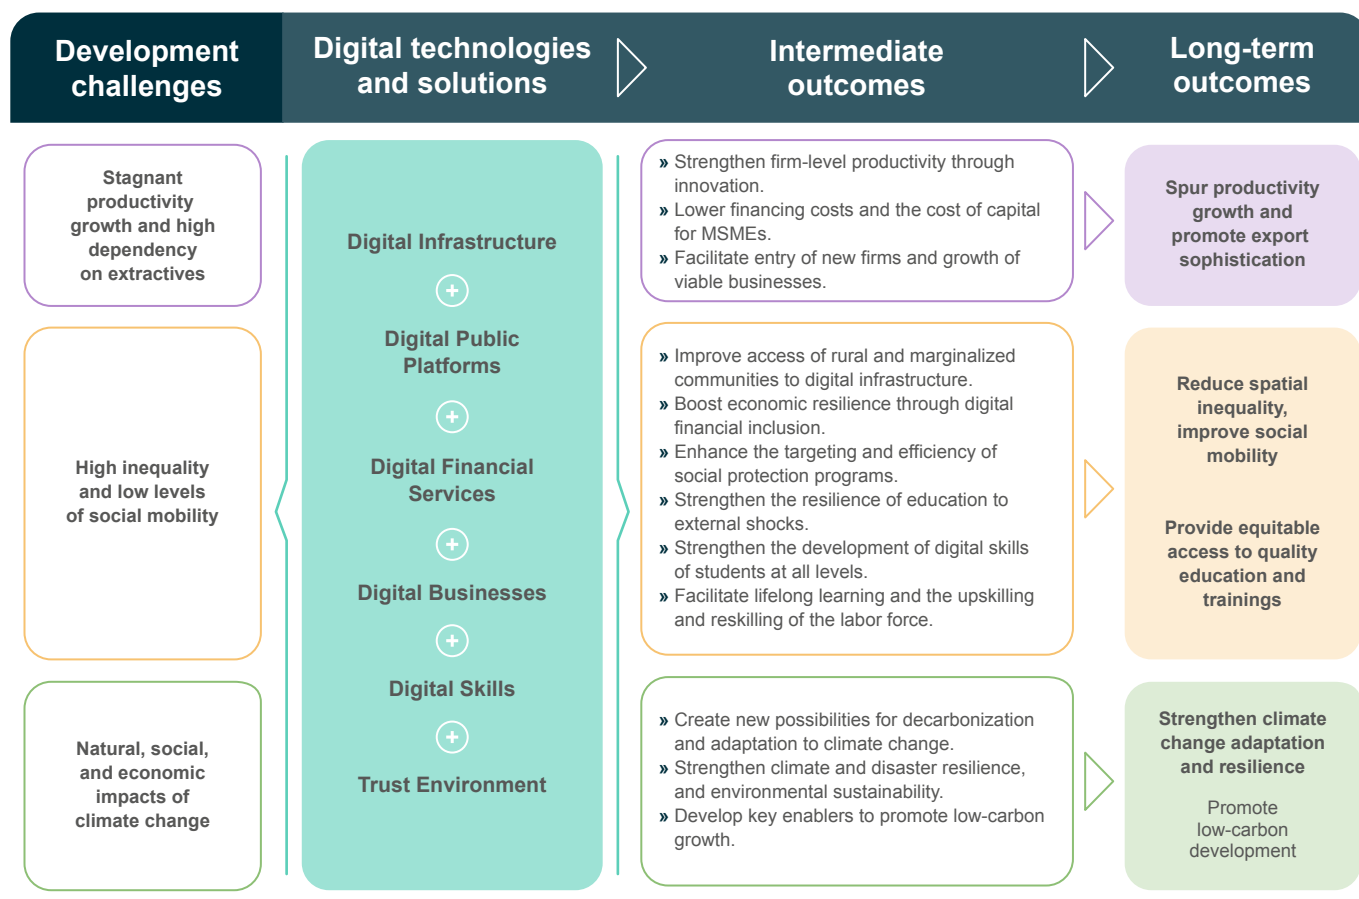 Development
challenges
Digital technologies
and solutions
Intermediate
outcomes
Long-term
outcomes
Stagnant
productivity
growth and high
dependency
on extractives
High inequality
and low levels
of social mobility
Natural, social,
and economic
impacts of
climate change
Digital Infrastructure
+
Digital Public
Platforms
+
Digital Financial
Services
+
Digital Businesses
+
Digital Skills
+
Trust Environment
» Strengthen firm-level productivity through
innovation.
» Lower financing costs and the cost of capital
for MSMEs.
» Facilitate entry of new firms and growth of
viable businesses.
» Improve access of rural and marginalized
communities to digital infrastructure.
» Boost economic resilience through digital
financial inclusion.
» Enhance the targeting and efficiency of
social protection programs.
» Strengthen the resilience of education to
external shocks.
» Strengthen the development of digital skills
of students at all levels.
» Facilitate lifelong learning and the upskilling
and reskilling of the labor force.
» Create new possibilities for decarbonization
and adaptation to climate change.
» Strengthen climate and disaster resilience,
and environmental sustainability.
» Develop key enablers to promote low-carbon
growth.
Spur productivity
growth and
promote export
sophistication
Reduce spatial
inequality,
improve social
mobility
Provide equitable
access to quality
education and
trainings
Strengthen climate
change adaptation
and resilience
Promote
low-carbon
development